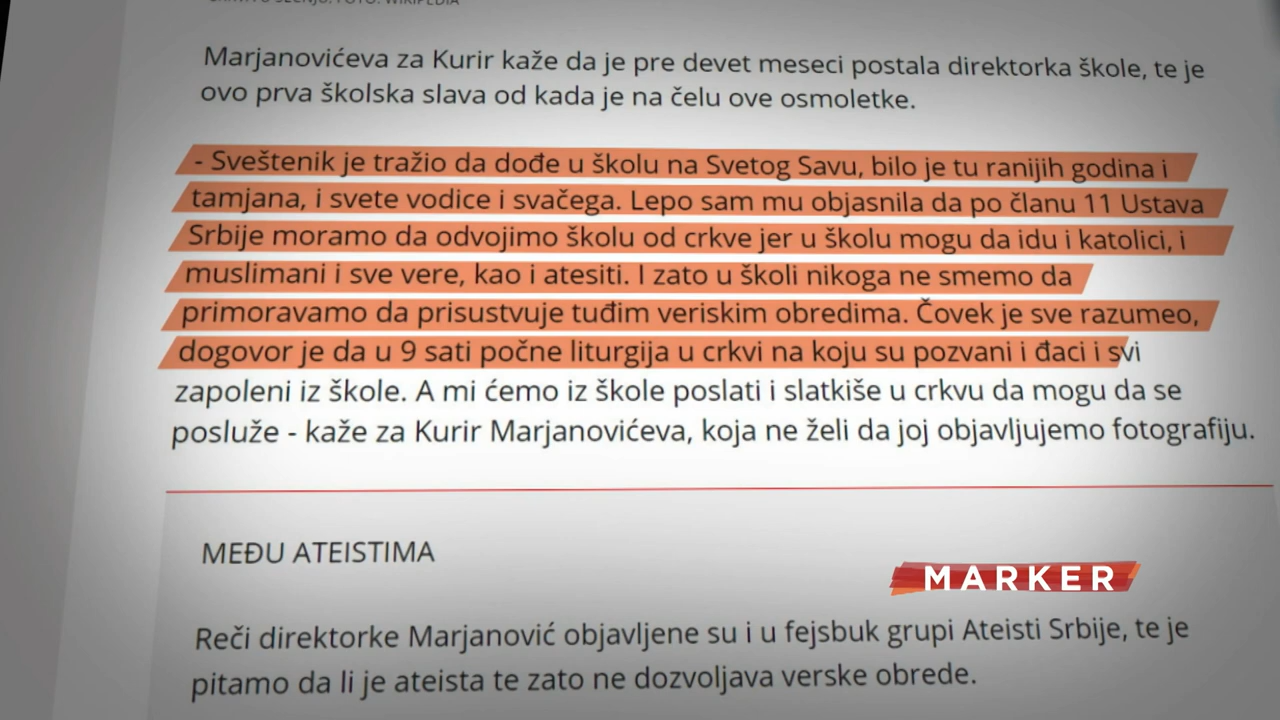 CRKVI U SENJU. FOTO: WIKIPEDIA
Marjanovićeva za Kurir kaže da je pre devet meseci postala direktorka škole, te je
ovo prva školska slava od kada je na čelu ove osmoletke.
- Sveštenik je tražio da dođe u školu na Svetog Savu, bilo je tu ranijih godina i
tamjana, i svete vodice i svačega. Lepo sam mu objasnila da po članu 11 Ustava
Srbije moramo da odvojimo školu od crkve jer u školu mogu da idu i katolici, i
muslimani i sve vere, kao i atesiti. I zato u školi nikoga ne smemo da
primoravamo da prisustvuje tuđim veriskim obredima. Čovek je sve razumeo,
dogovor je da u 9 sati počne liturgija u crkvi na koju su pozvani i đaci i svi
zapoleni iz škole. A mi ćemo iz škole poslati i slatkiše u crkvu da mogu da se
posluže - kaže za Kurir Marjanovićeva, koja ne želi da joj objavljujemo fotografiju.
MEĐU ATEISTIMA
MARKER
Reči direktorke Marjanović objavljene su i u fejsbuk grupi Ateisti Srbije, te je
pitamo da li je ateista te zato ne dozvoljava verske obrede.